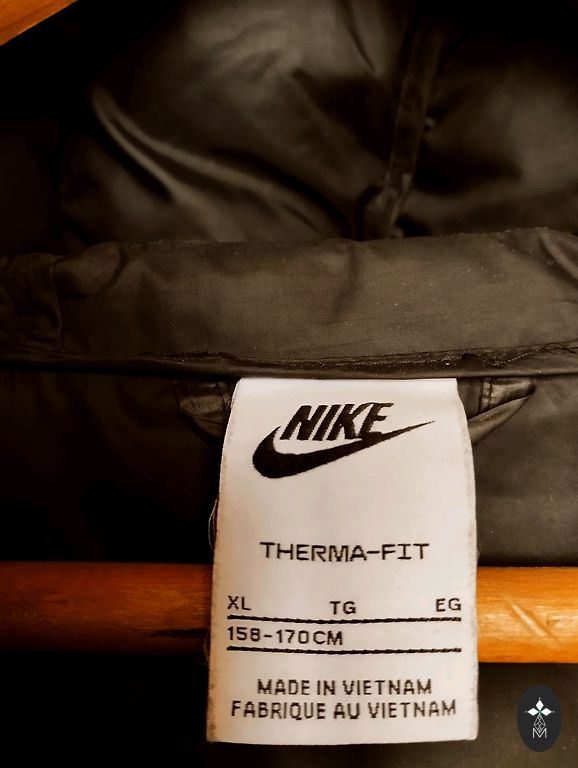 NIKE
THERMA-FIT
XL TG EG
158-170CM
MADE IN VIETNAM
FABRIQUE AU VIETNAM
M